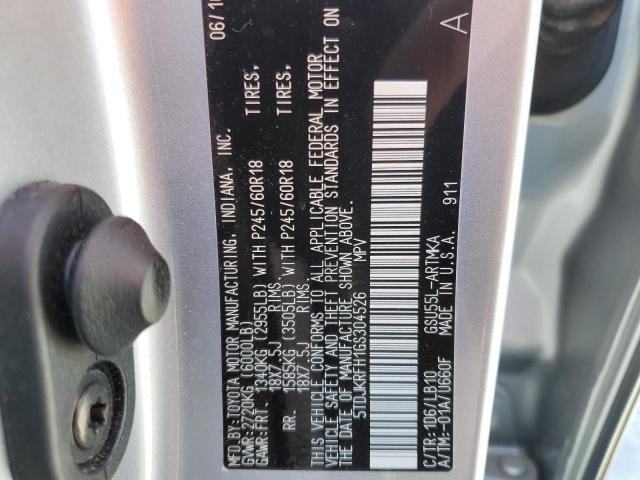 MFD.BY:TOYOTA MOTOR MANUFACTURING, INDIANA, INC. 06/1
GVWR:2720KG (6000LB)
GAWR:FRT. 1340KG (2955LB) WITH P245/60R18 TIRES,
18X7.5J RIMS
RR. 1585KG (3505LB) WITH P245/60R18 TIRES,
18X7.5J RIMS
THIS VEHICLE CONFORMS TO ALL APPLICABLE FEDERAL MOTOR
VEHICLE SAFETY AND THEFT PREVENTION STANDARDS IN EFFECT ON
THE DATE OF MANUFACTURE SHOWN ABOVE.
5TDJKRFH1GS304526 MPV
C/TR:1D6/LB10 GSU55L-ARTMKA A
A/TM:-01A/U660F MADE IN U.S.A. 911